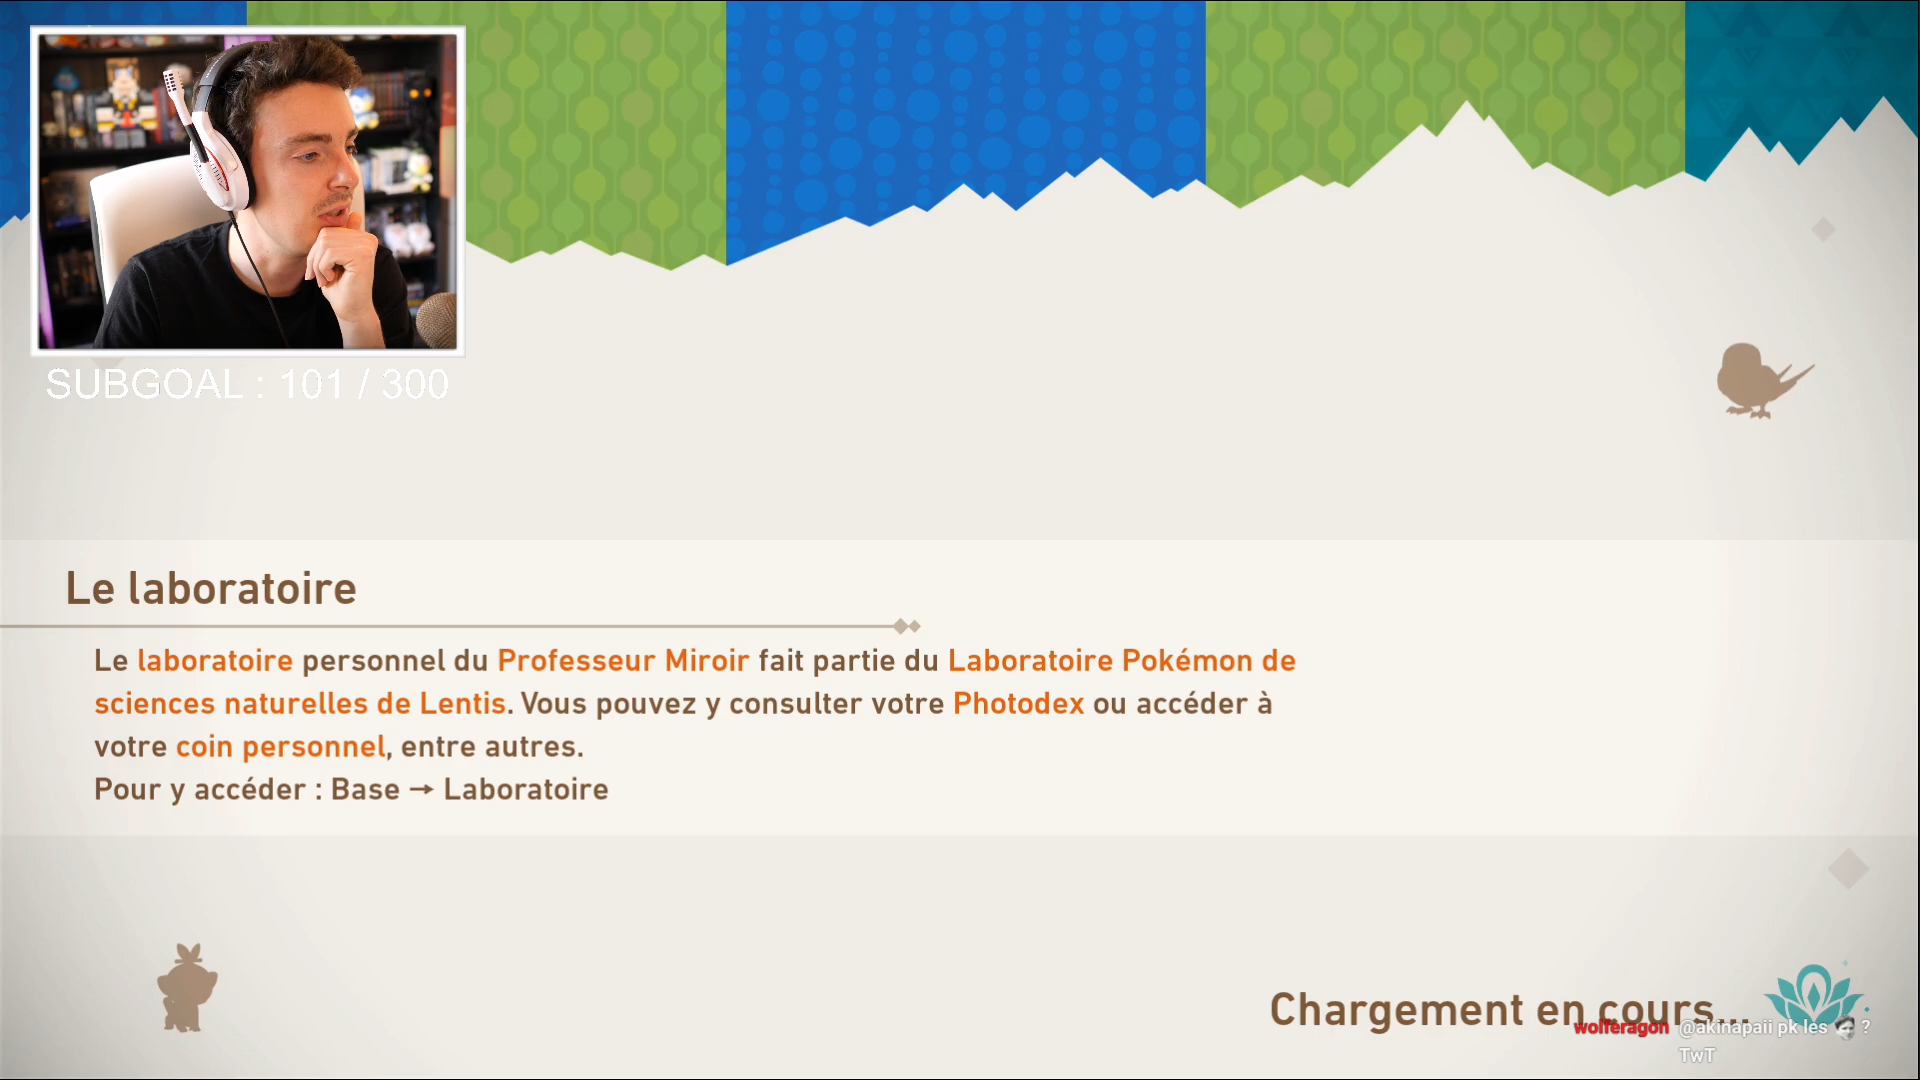 SUBGOAL : 101 / 300
Le laboratoire
Le laboratoire personnel du Professeur Miroir fait partie du Laboratoire Pokémon de
sciences naturelles de Lentis. Vous pouvez y consulter votre Photodex ou accéder à
votre coin personnel, entre autres.
Pour y accéder : Base → Laboratoire
Chargement en cours...
wolferagon @akinapaii pk les ?
TwT